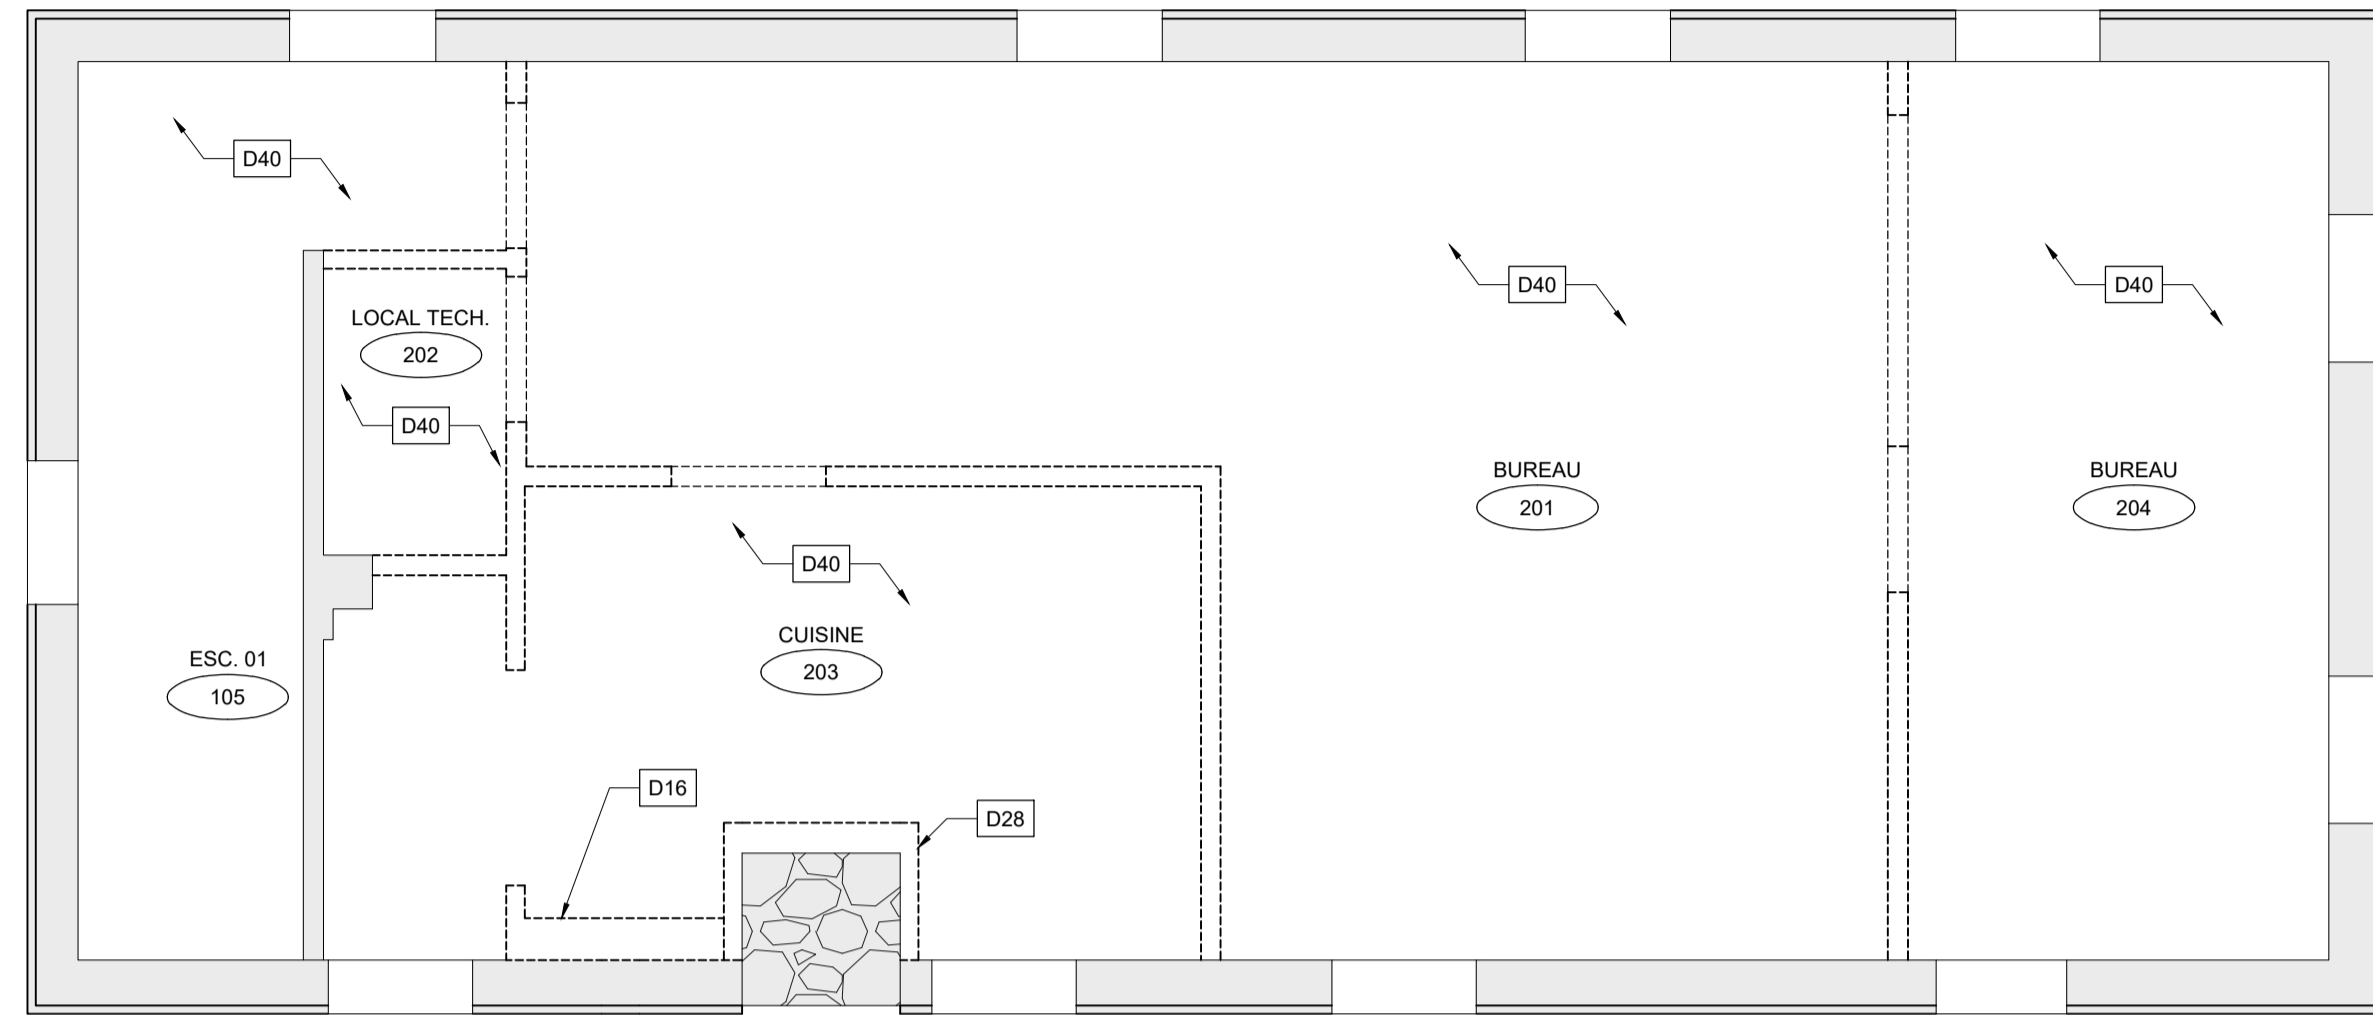 D40
LOCAL TECH.
202
D40
D40
D40
BUREAU
201
BUREAU
204
D40
CUISINE
203
ESC. 01
105
D16
D28